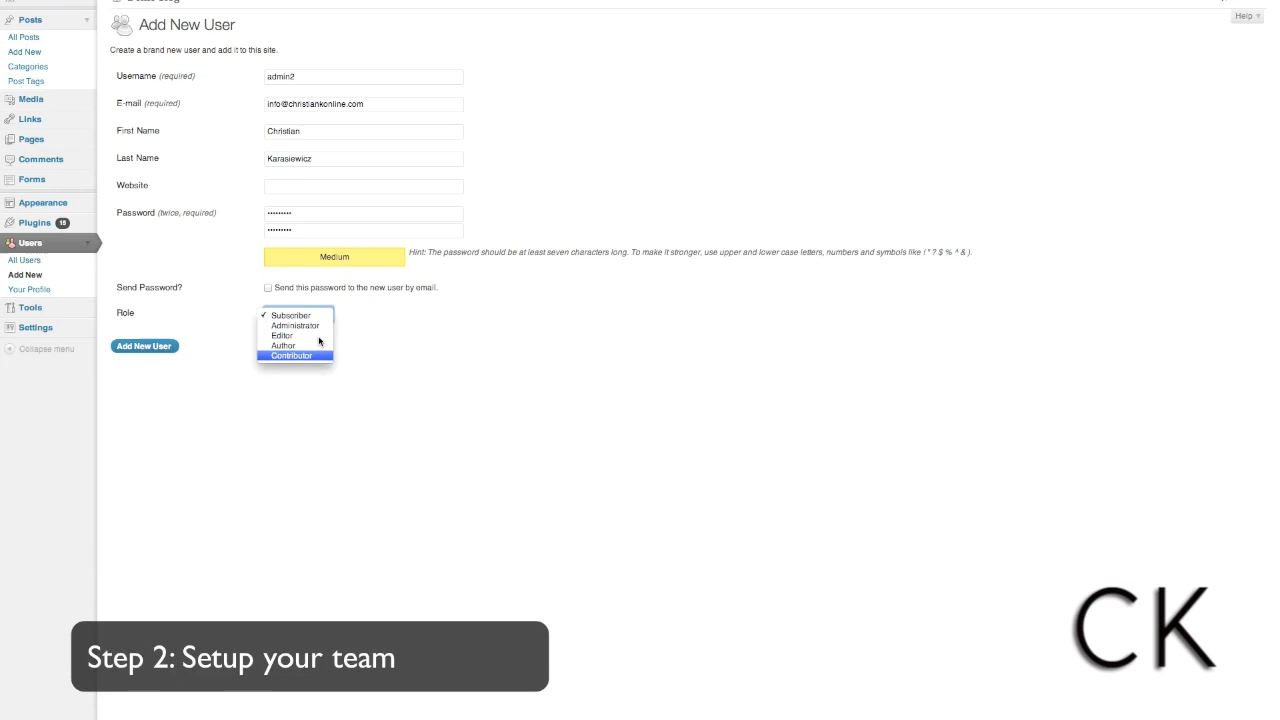 Posts
All Posts
Add New
Categories
Post Tags
Media
Links
Pages
Comments
Forms
Appearance
Plugins 15
Users
All Users
Add New
Your Profile
Tools
Settings
Collapse menu
Help
Add New User
Create a brand new user and add it to this site.
Username (required) admin2
E-mail (required) info@christiankonline.com
First Name Christian
Last Name Karasiewicz
Website
Password (twice, required) •••••••••
•••••••••
Medium
Hint: The password should be at least seven characters long. To make it stronger, use upper and lower case letters, numbers and symbols like ! " ? $ % ^ & ).
Send Password? Send this password to the new user by email.
Role
✓ Subscriber
Administrator
Editor
Author
Contributor
Add New User
Step 2: Setup your team
CK